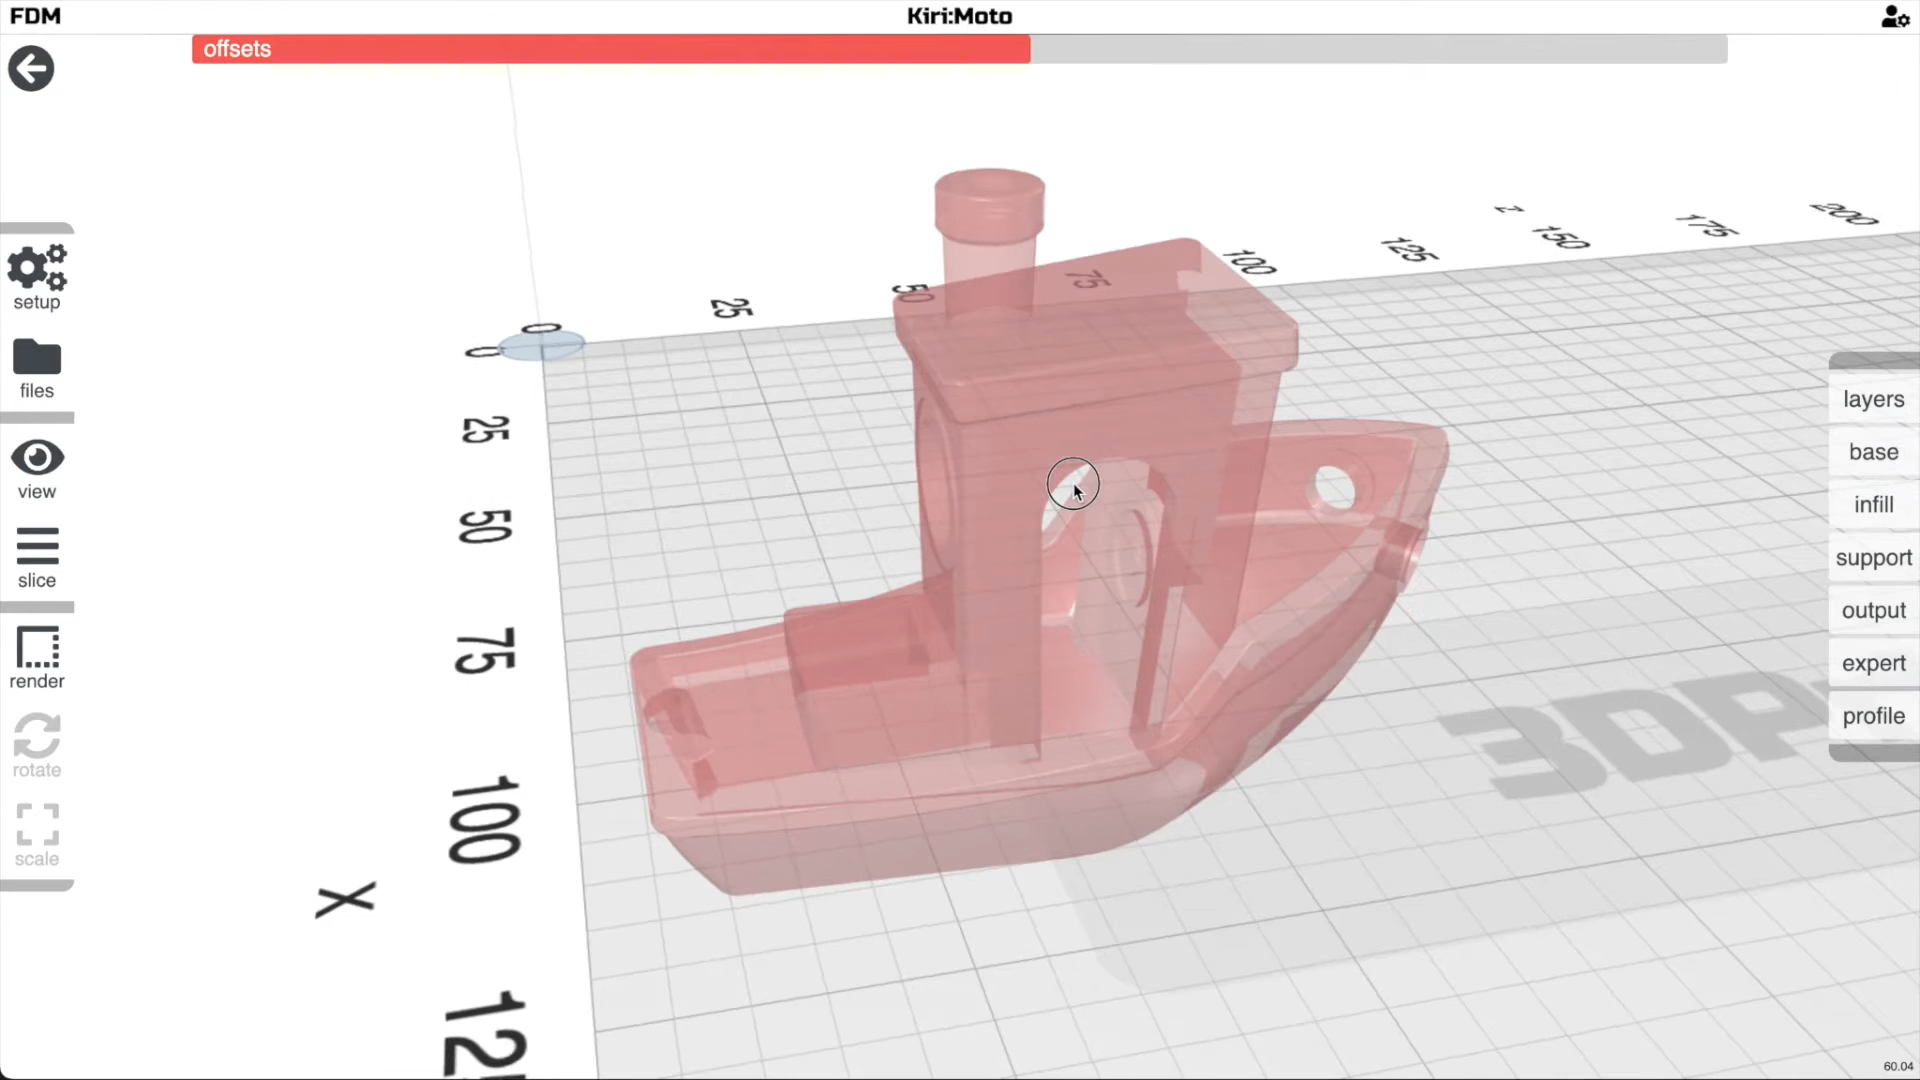 FDM
Kiri:Moto
offsets
setup
files
view
slice
render
rotate
scale
layers
base
infill
support
output
expert
profile
0
25
50
75
100
125
150
175
200
Z
0
25
50
75
100
X
3DP
60.04